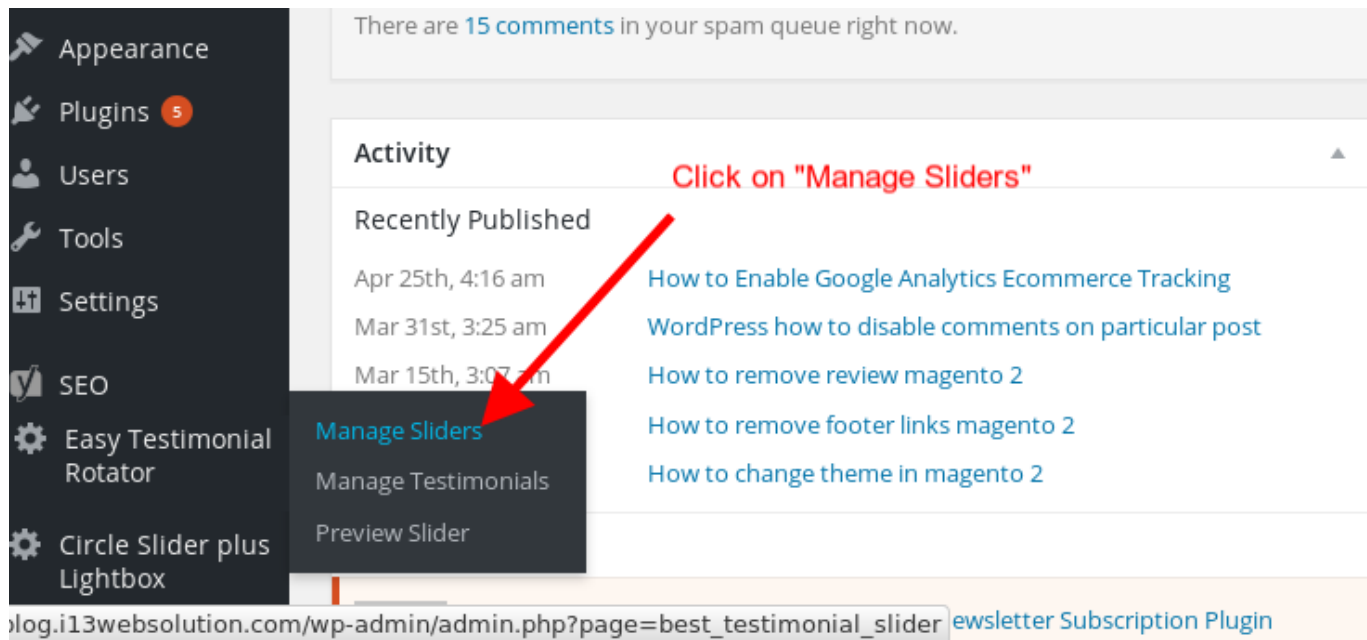 There are 15 comments in your spam queue right now.
Appearance
Plugins 5
Users
Tools
Settings
SEO
Easy Testimonial
Rotator
Circle Slider plus
Lightbox
Manage Sliders
Manage Testimonials
Preview Slider
Activity
Click on "Manage Sliders"
Recently Published
Apr 25th, 4:16 am How to Enable Google Analytics Ecommerce Tracking
Mar 31st, 3:25 am WordPress how to disable comments on particular post
Mar 15th, 3:07 am How to remove review magento 2
How to remove footer links magento 2
How to change theme in magento 2
blog.i13websolution.com/wp-admin/admin.php?page=best_testimonial_slider ewsletter Subscription Plugin